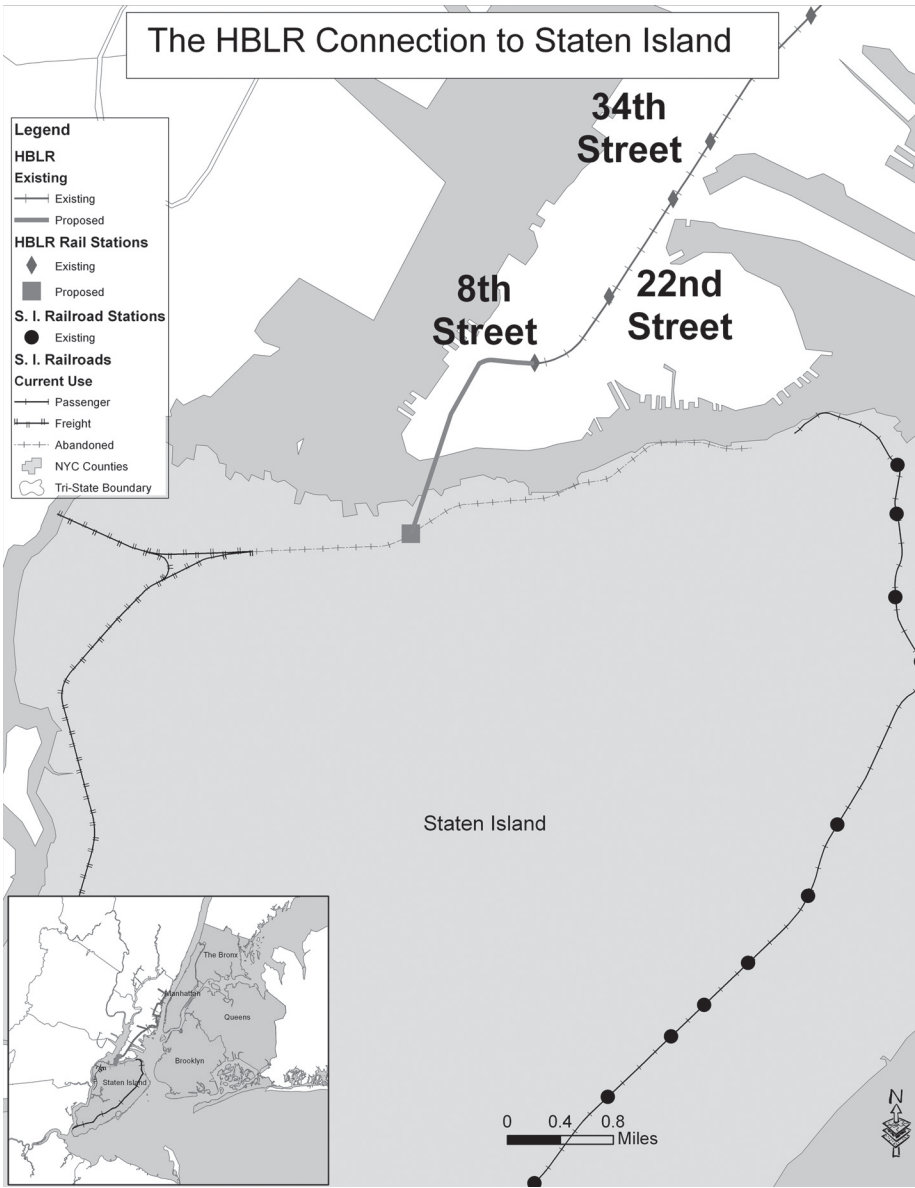 The HBLR Connection to Staten Island
34th
Street
Legend
HBLR
Existing
Existing
Proposed
HBLR Rail Stations
Existing
Proposed
S. I. Railroad Stations
Existing
S. I. Railroads
Current Use
Passenger
Freight
Abandoned
NYC Counties
Tri-State Boundary
8th
Street
22nd
Street
Staten Island
The Bronx
Manhatton
Queens
Brooklyn
Staten Island
N
0 0.4 0.8
Miles